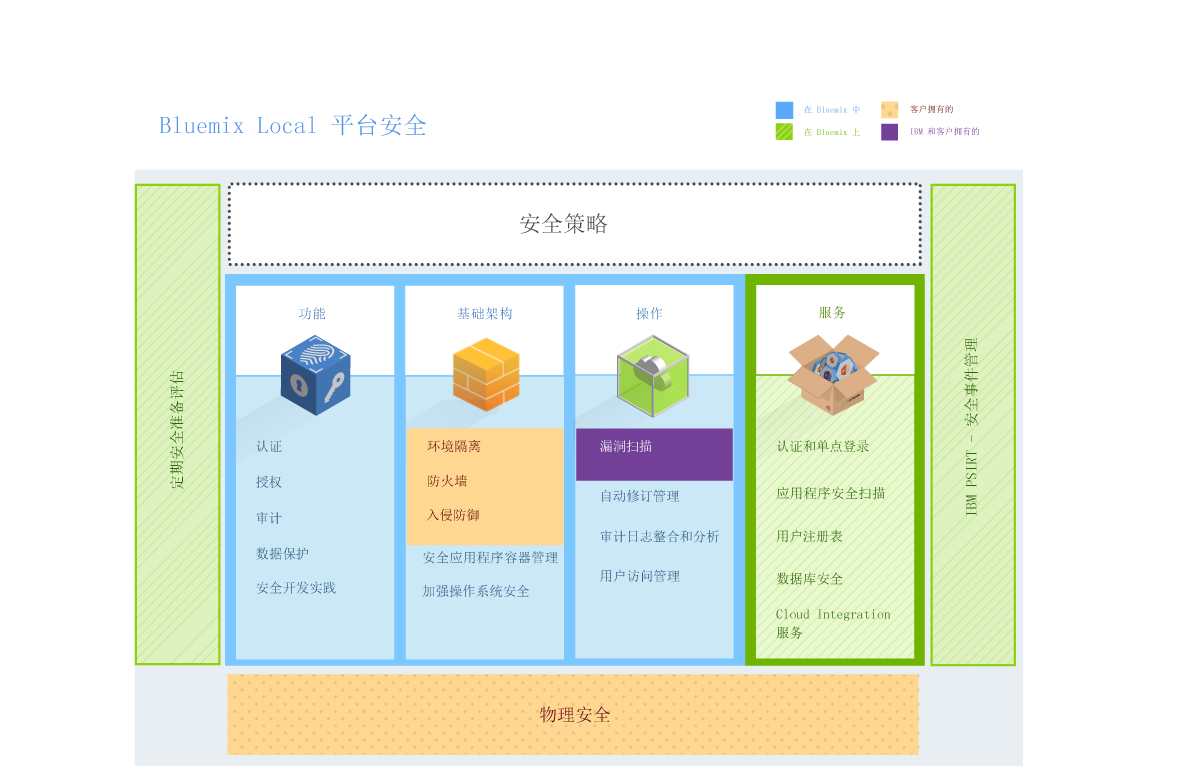 Bluemix Local 平台安全
在 Bluemix 中
客户拥有的
在 Bluemix 上
IBM 和客户拥有的
安全策略
定期安全准备评估
功能
认证
授权
审计
数据保护
安全开发实践
基础架构
环境隔离
防火墙
入侵防御
安全应用程序容器管理
加强操作系统安全
操作
漏洞扫描
自动修订管理
审计日志整合和分析
用户访问管理
服务
认证和单点登录
应用程序安全扫描
用户注册表
数据库安全
Cloud Integration
服务
IBM PSIRT - 安全事件管理
物理安全